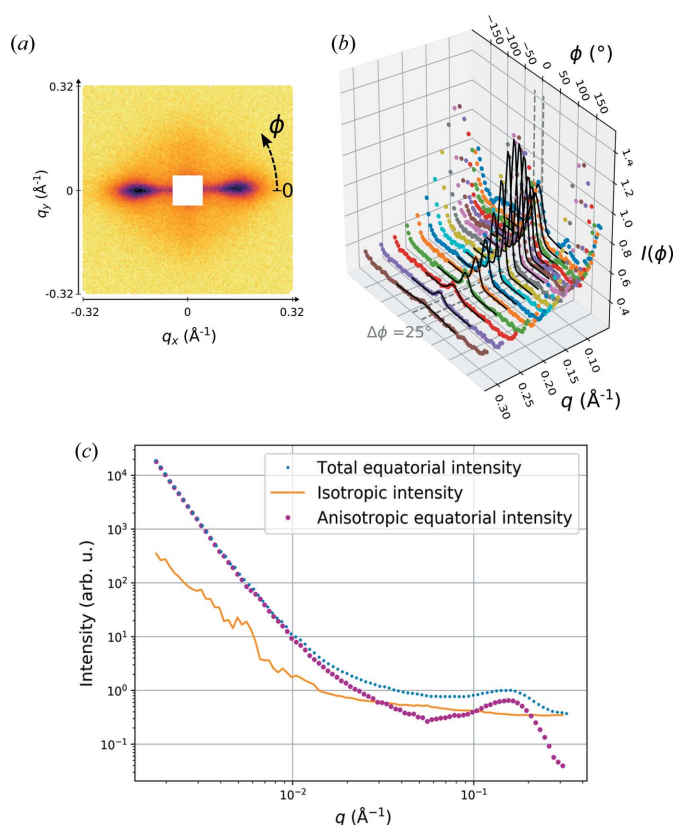 (a)
0.32
ϕ
qy (Å-1)
0
0
-0.32
-0.32
0
0.32
qx (Å-1)
(b)
-150
-100
-50
0
50
100
150
ϕ (°)
1.4
1.2
1.0
0.8
0.6
0.4
I(ϕ)
Δϕ =25°
0.30
0.25
0.20
0.15
0.10
q (Å-1)
(c)
Total equatorial intensity
Isotropic intensity
Anisotropic equatorial intensity
Intensity (arb. u.)
10⁴
10³
10²
10¹
10⁰
10⁻¹
10⁻²
10⁻¹
q (Å⁻¹)